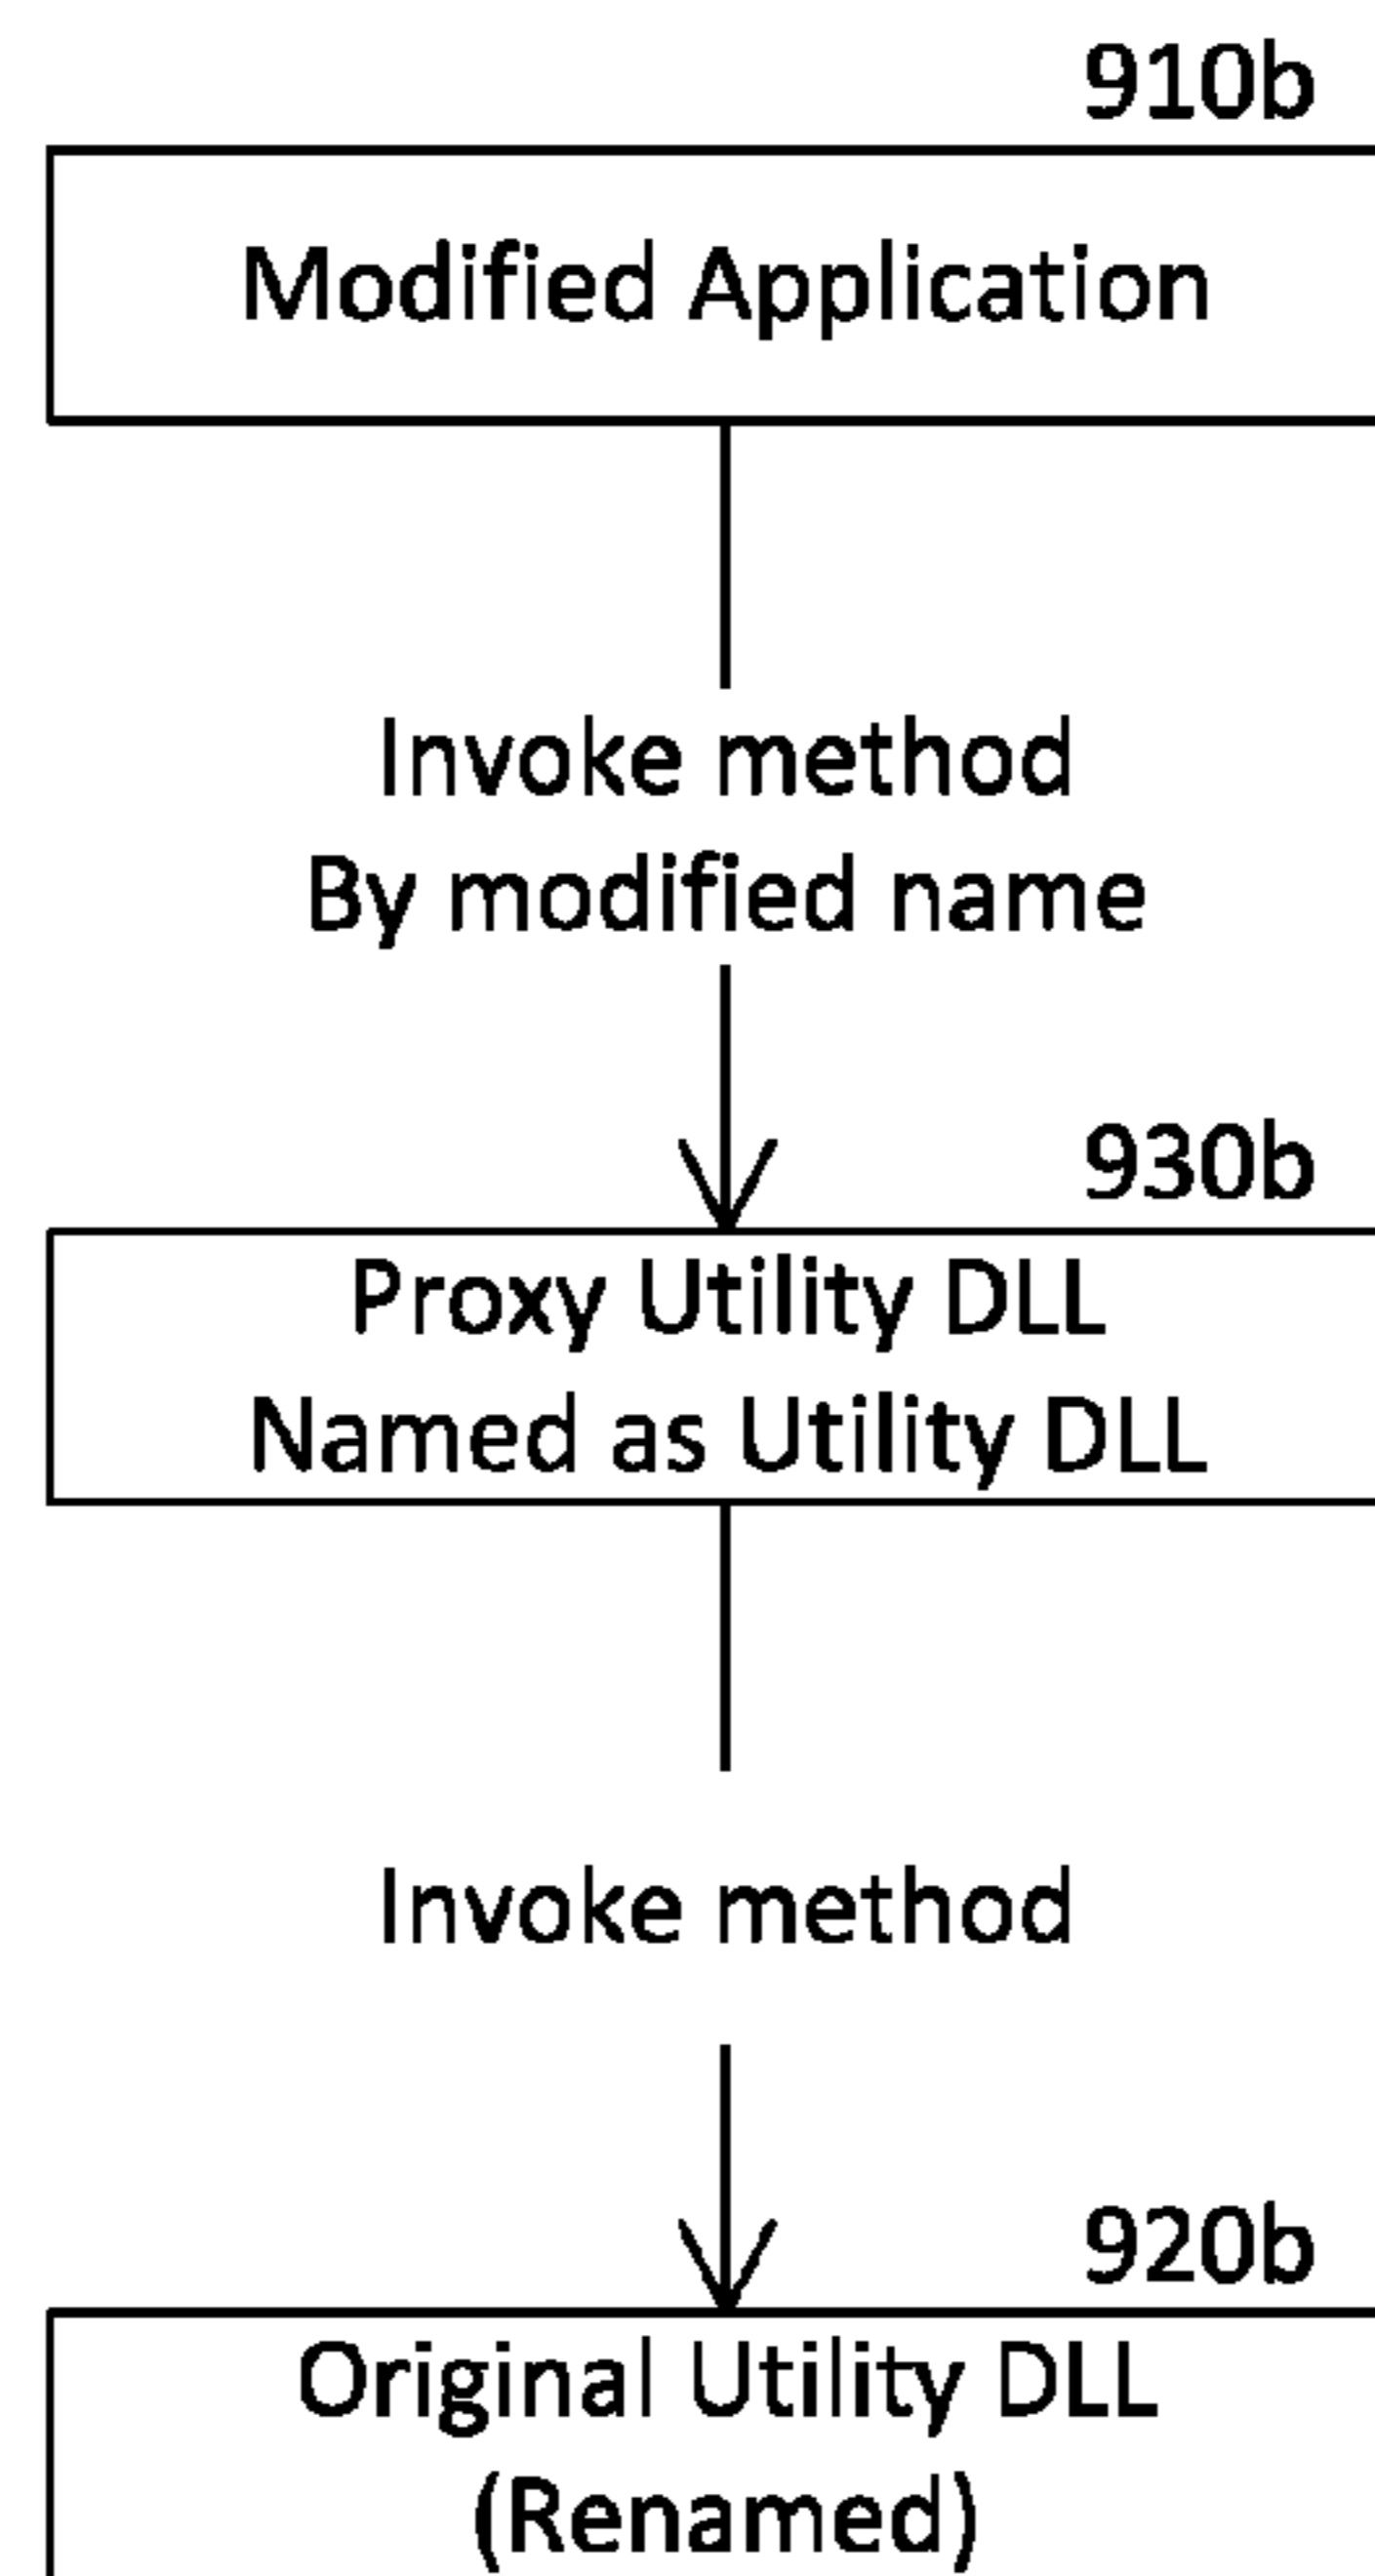 910b
Modified Application
Invoke method
By modified name
930b
Proxy Utility DLL
Named as Utility DLL
Invoke method
920b
Original Utility DLL
(Renamed)